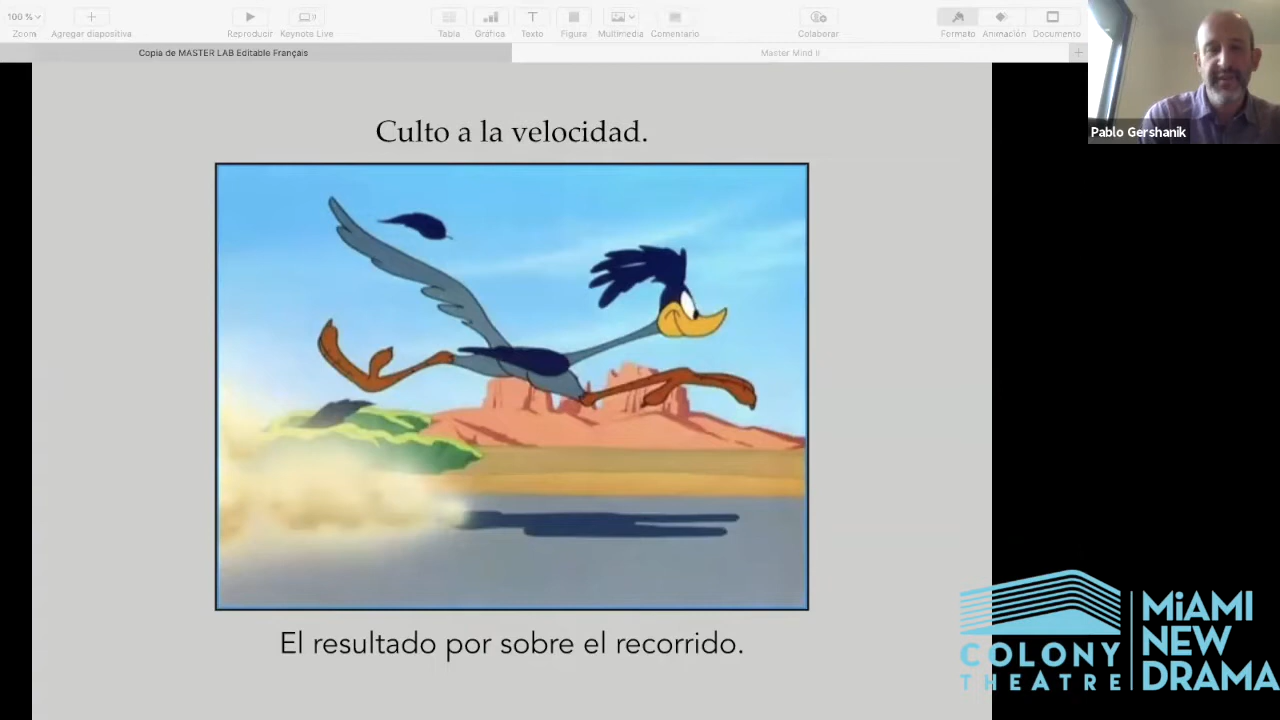 100 %
Zoom
Agregar diapositiva
Reproducir
Keynote Live
Tabla
Gráfica
Texto
Figura
Multimedia
Comentario
Colaborar
Formato
Animación
Documento
Copia de MASTER LAB Editable Français
Master Mind II
Pablo Gershanik
Culto a la velocidad.
El resultado por sobre el recorrido.
COLONY
THEATRE
MiAMI
NEW
DRAMA